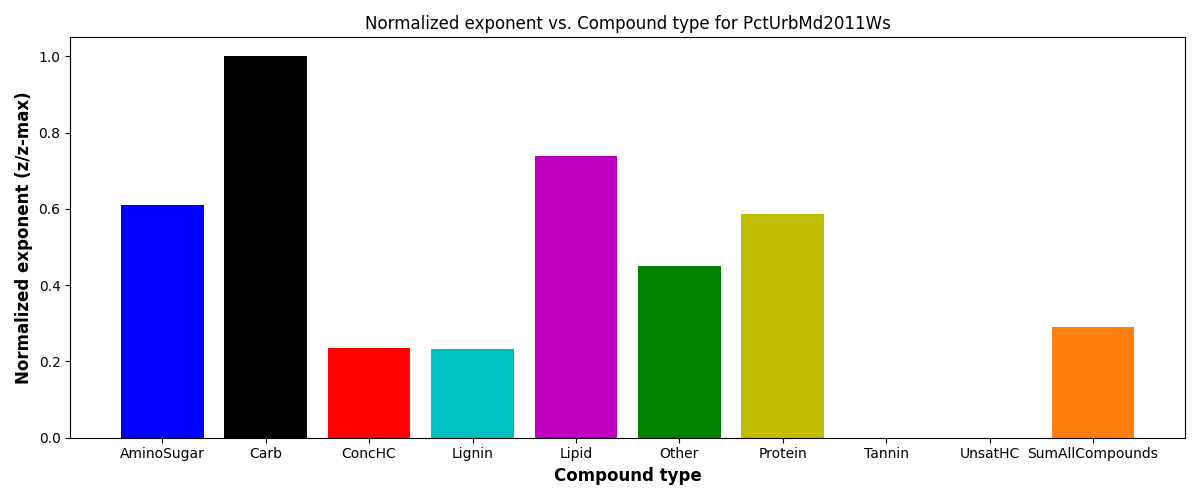 Normalized exponent vs. Compound type for PctUrbMd2011Ws
Normalized exponent (z/z-max)
1.0
0.8
0.6
0.4
0.2
0.0
AminoSugar Carb ConcHC Lignin Lipid Other Protein Tannin UnsatHC SumAllCompounds
Compound type